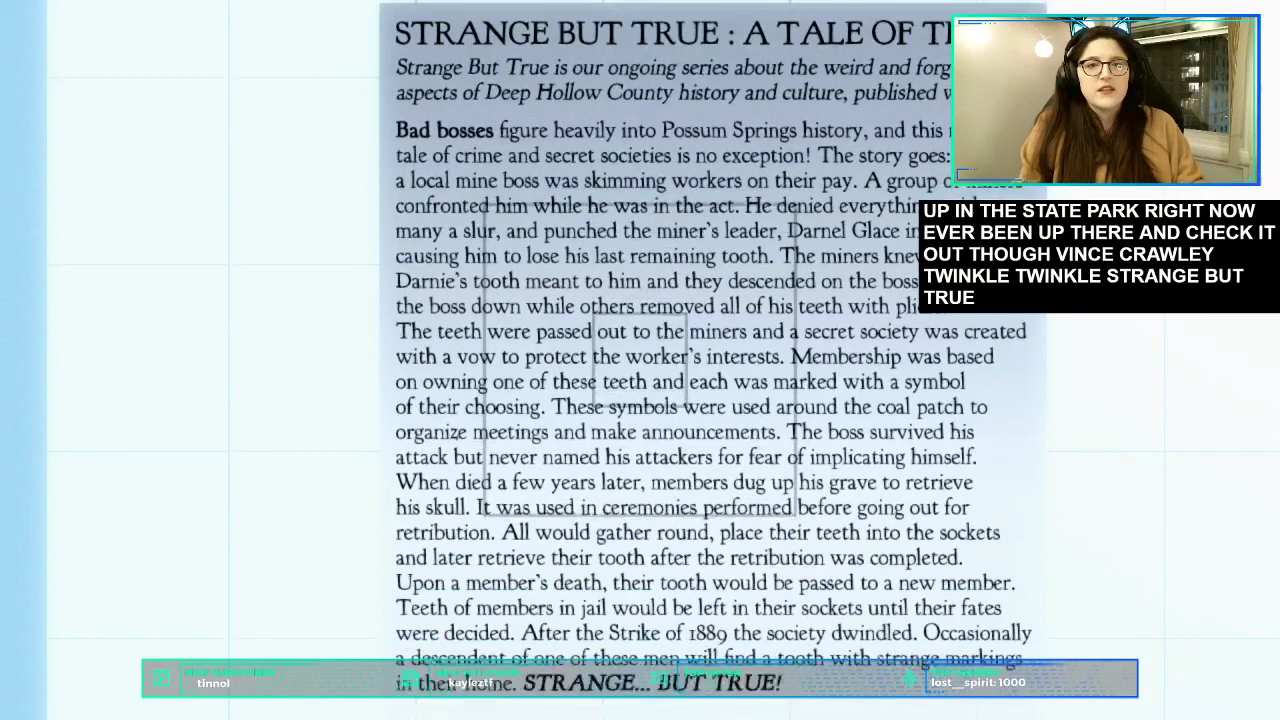 STRANGE BUT TRUE : A TALE OF
Strange But True is our ongoing series about the weird and
aspects of Deep Hollow County history and culture, published
Bad bosses figure heavily into Possum Springs history, and this
tale of crime and secret societies is no exception! The story goes:
a local mine boss was skimming workers on their pay. A group
confronted him while he was in the act. He denied
many a slur, and punched the miner's leader, Darnel Glace
causing him to lose his last remaining tooth. The miners
Darnie's tooth meant to him and they descended on the
the boss down while others removed all of his teeth with
The teeth were passed out to the miners and a secret society was created
with a vow to protect the worker's interests. Membership was based
on owning one of these teeth and each was marked with a symbol
of their choosing. These symbols were used around the coal patch to
organize meetings and make announcements. The boss survived his
attack but never named his attackers for fear of implicating himself.
When died a few years later, members dug up his grave to retrieve
his skull. It was used in ceremonies performed before going out for
retribution. All would gather round, place their teeth into the sockets
and later retrieve their tooth after the retribution was completed.
Upon a member's death, their tooth would be passed to a new member.
Teeth of members in jail would be left in their sockets until their fates
were decided. After the Strike of 1889 the society dwindled. Occasionally
a descendent of one of these men will find a tooth with strange markings
STRANGE... BUT TRUE!
UP IN THE STATE PARK RIGHT NOW
EVER BEEN UP THERE AND CHECK IT
OUT THOUGH VINCE CRAWLEY
TWINKLE TWINKLE STRANGE BUT
TRUE
tinnol
kayleztf
lost__spirit: 1000